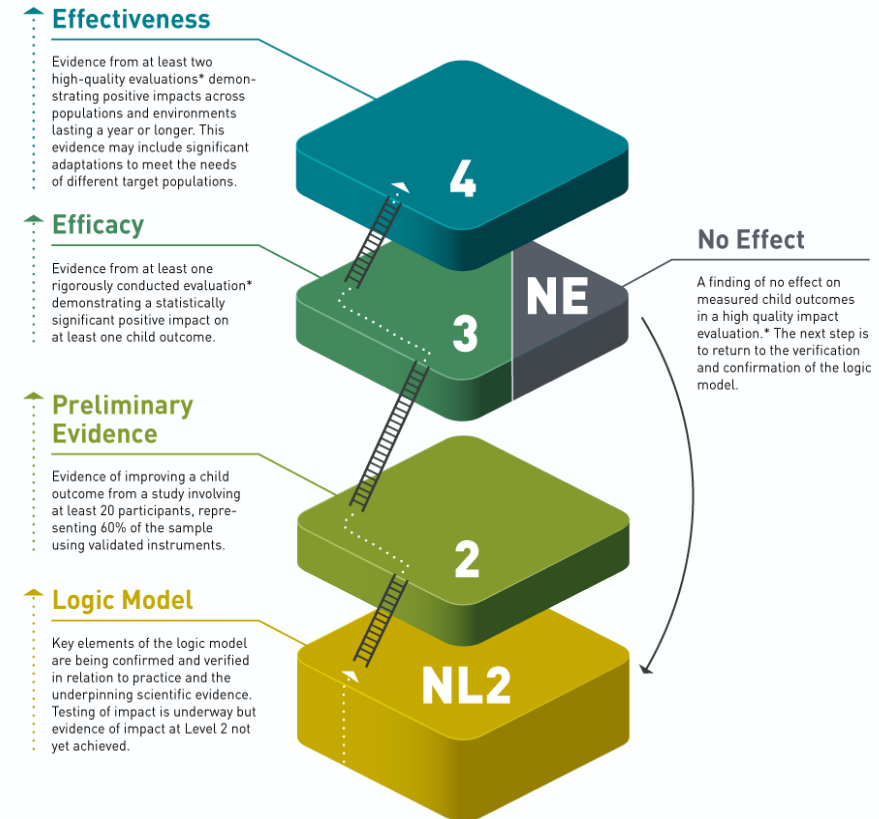 Effectiveness
Evidence from at least two
high-quality evaluations* demon-
strating positive impacts across
populations and environments
lasting a year or longer. This
evidence may include significant
adaptations to meet the needs
of different target populations.
4
Efficacy
Evidence from at least one
rigorously conducted evaluation*
demonstrating a statistically
significant positive impact on
at least one child outcome.
3
NE
No Effect
A finding of no effect on
measured child outcomes
in a high quality impact
evaluation.* The next step is
to return to the verification
and confirmation of the logic
model.
Preliminary
Evidence
Evidence of improving a child
outcome from a study involving
at least 20 participants, repre-
senting 60% of the sample
using validated instruments.
2
Logic Model
Key elements of the logic model
are being confirmed and verified
in relation to practice and the
underpinning scientific evidence.
Testing of impact is underway but
evidence of impact at Level 2 not
yet achieved.
NL2